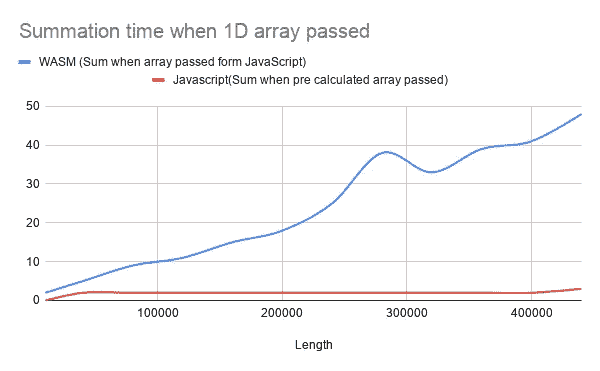 Summation time when 1D array passed
WASM (Sum when array passed form JavaScript)
Javascript(Sum when pre calculated array passed)
50
40
30
20
10
0
100000 200000 300000 400000
Length